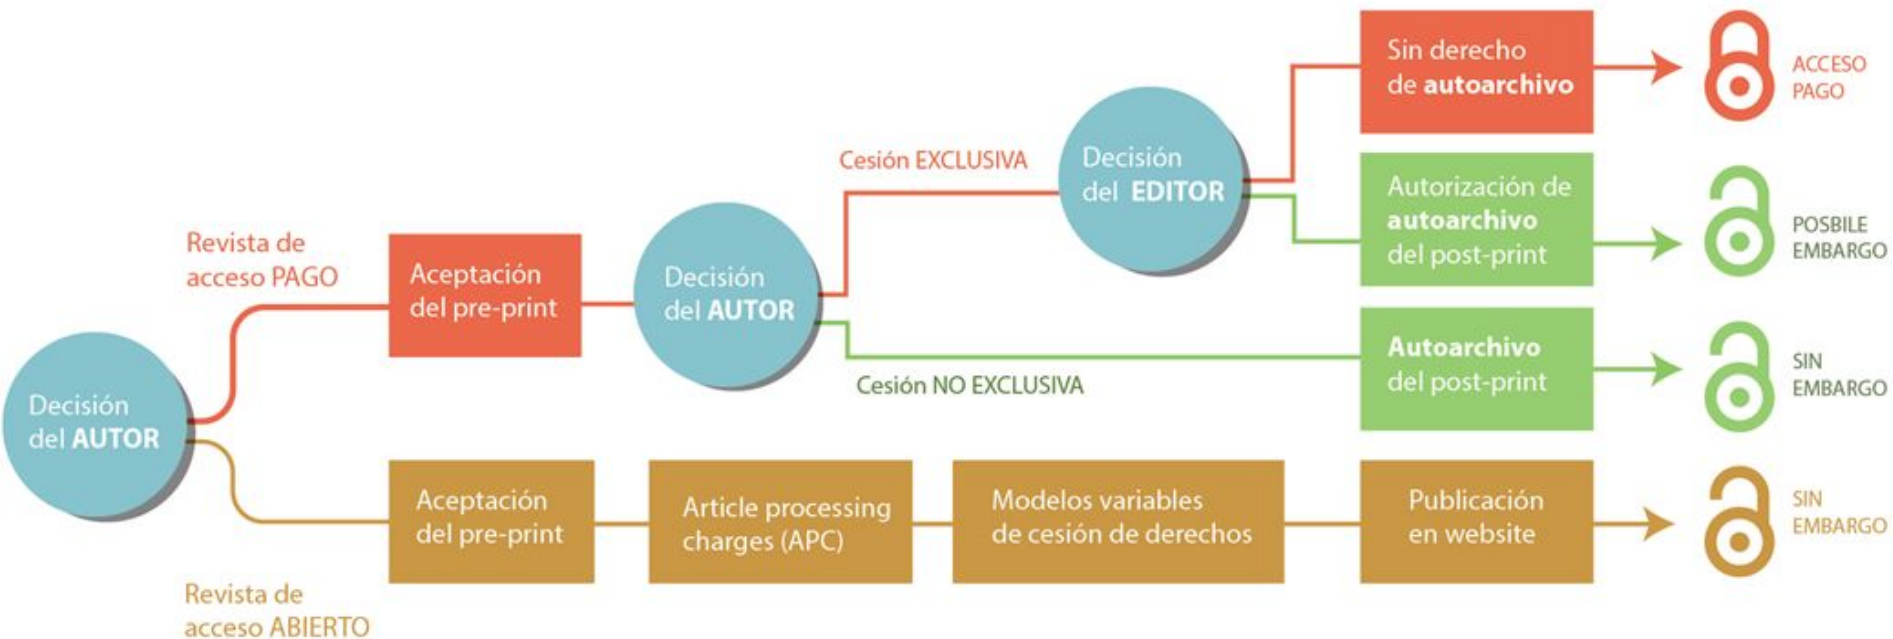 Decisión
del AUTOR
Revista de
acceso PAGO
Aceptación
del pre-print
Decisión
del AUTOR
Cesión EXCLUSIVA
Decisión
del EDITOR
Sin derecho
de autoarchivo
ACCESO
PAGO
Autorización de
autoarchivo
del post-print
POSBILE
EMBARGO
Cesión NO EXCLUSIVA
Autoarchivo
del post-print
SIN
EMBARGO
Revista de
acceso ABIERTO
Aceptación
del pre-print
Article processing
charges (APC)
Modelos variables
de cesión de derechos
Publicación
en website
SIN
EMBARGO